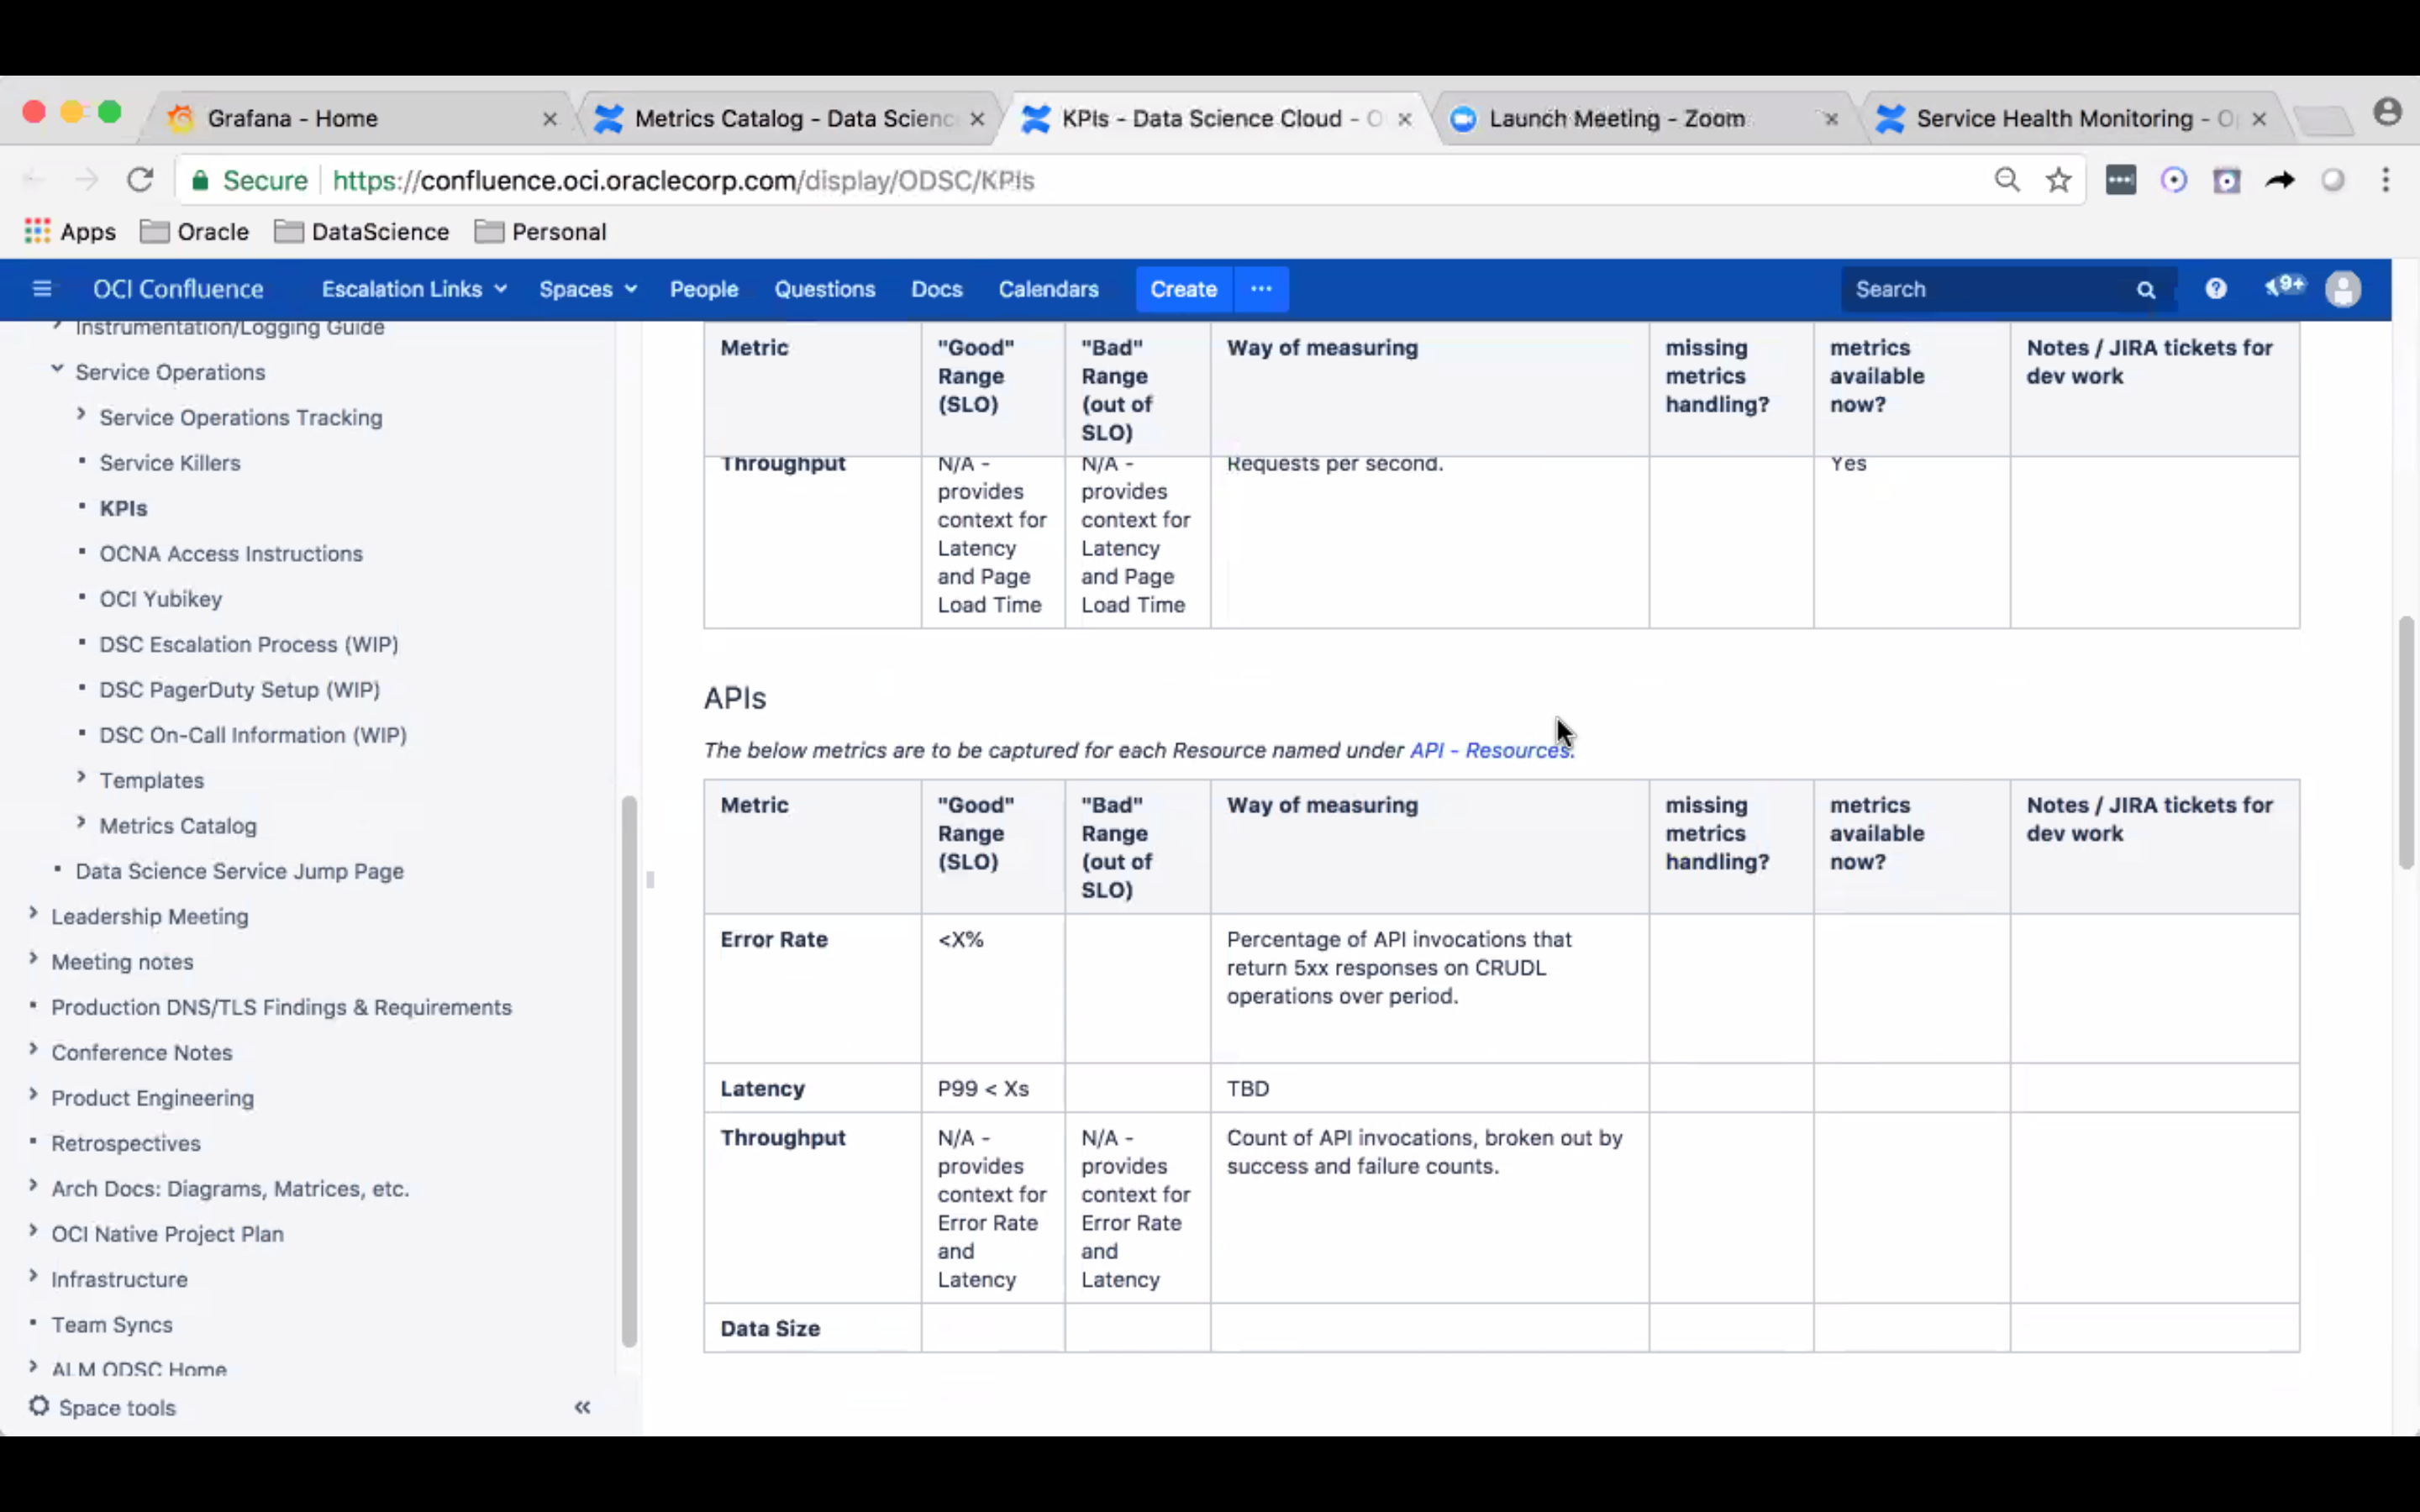 Grafana - Home
Metrics Catalog - Data Scienc
KPIs - Data Science Cloud - O
Launch Meeting - Zoom
Service Health Monitoring - O
Secure
https://confluence.oci.oraclecorp.com/display/ODSC/KPIs
Apps
Oracle
DataScience
Personal
OCI Confluence
Escalation Links
Spaces
People
Questions
Docs
Calendars
Create
Search
9+
Instrumentation/Logging Guide
Service Operations
Service Operations Tracking
Service Killers
KPIs
OCNA Access Instructions
OCI Yubikey
DSC Escalation Process (WIP)
DSC PagerDuty Setup (WIP)
DSC On-Call Information (WIP)
Templates
Metrics Catalog
Data Science Service Jump Page
Leadership Meeting
Meeting notes
Production DNS/TLS Findings & Requirements
Conference Notes
Product Engineering
Retrospectives
Arch Docs: Diagrams, Matrices, etc.
OCI Native Project Plan
Infrastructure
Team Syncs
ALM ODSC Home
Space tools
Metric
"Good"
Range
(SLO)
"Bad"
Range
(out of
SLO)
Way of measuring
missing
metrics
handling?
metrics
available
now?
Notes / JIRA tickets for
dev work
Throughput
N/A -
provides
context for
Latency
and Page
Load Time
N/A -
provides
context for
Latency
and Page
Load Time
Requests per second.
Yes
APIs
The below metrics are to be captured for each Resource named under API - Resources.
Metric
"Good"
Range
(SLO)
"Bad"
Range
(out of
SLO)
Way of measuring
missing
metrics
handling?
metrics
available
now?
Notes / JIRA tickets for
dev work
Error Rate
<X%
Percentage of API invocations that
return 5xx responses on CRUDL
operations over period.
Latency
P99 < Xs
TBD
Throughput
N/A -
provides
context for
Error Rate
and
Latency
N/A -
provides
context for
Error Rate
and
Latency
Count of API invocations, broken out by
success and failure counts.
Data Size